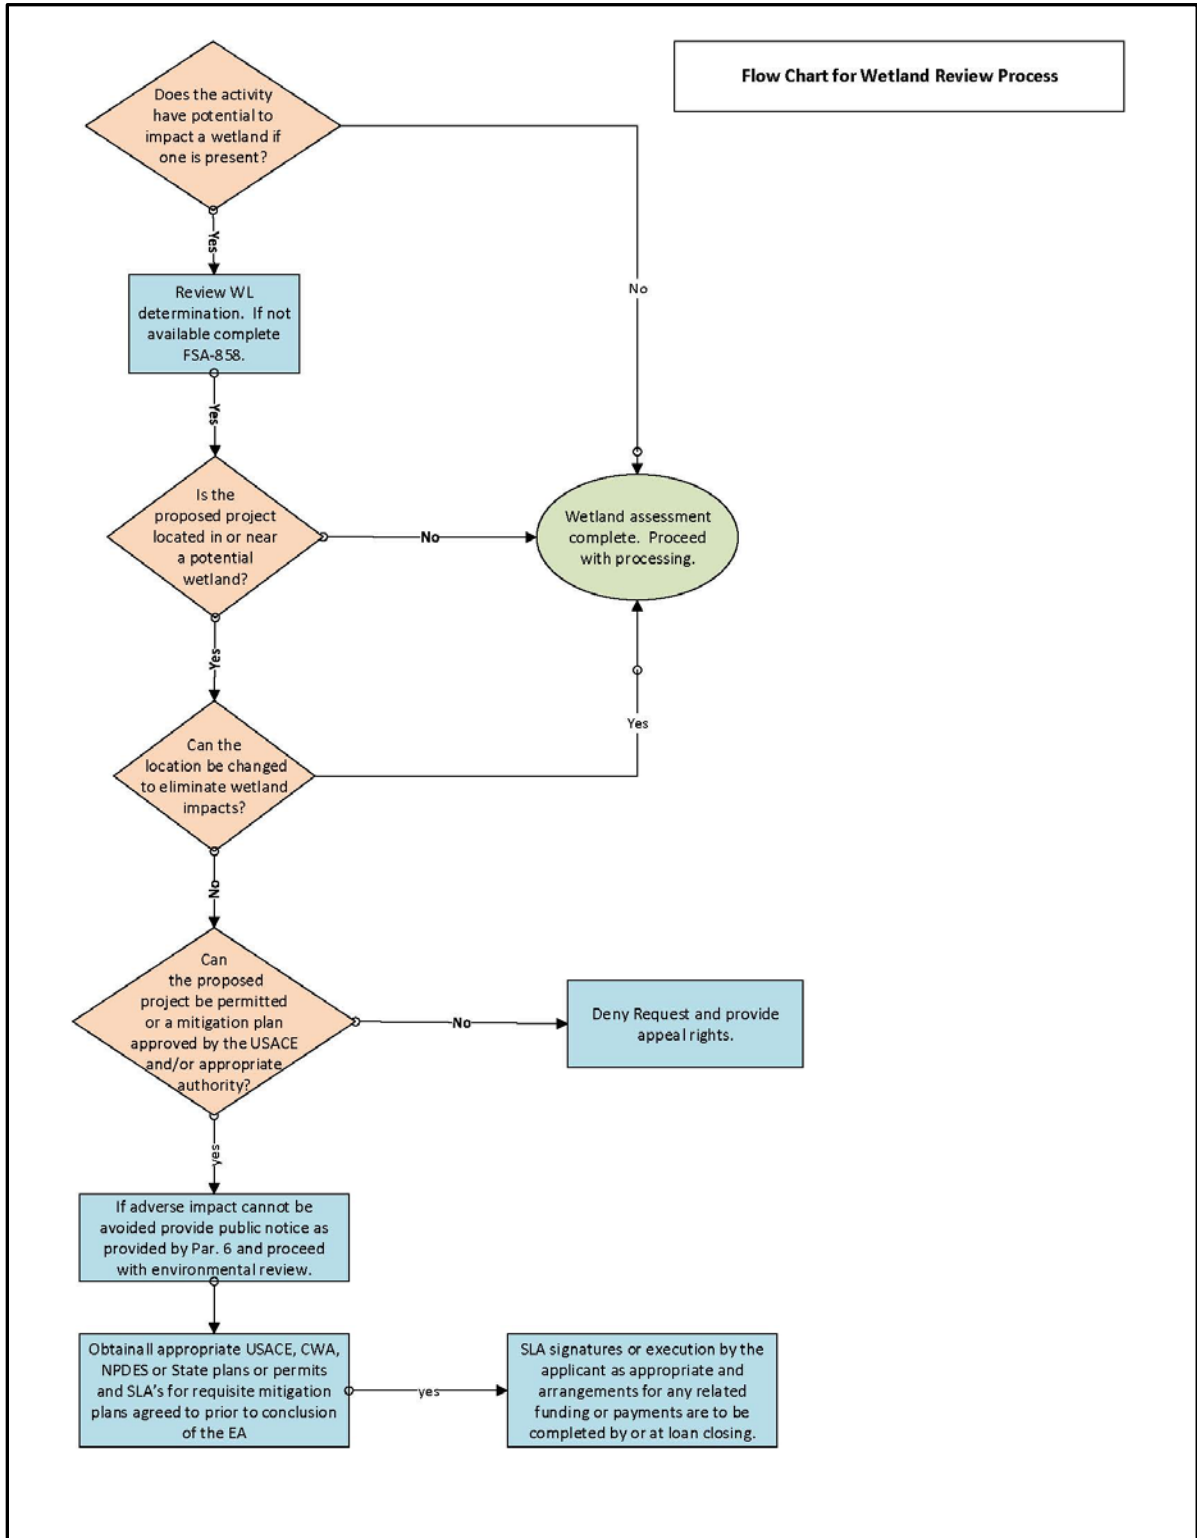 Flow Chart for Wetland Review Process
Does the activity
have potential to
impact a wetland if
one is present?
No
Yes
Review WL
determination. If not
available complete
FSA-858.
Yes
Is the
proposed project
located in or near
a potential
wetland?
No
Wetland assessment
complete. Proceed
with processing.
Yes
Yes
Can the
location be changed
to eliminate wetland
impacts?
No
Can
the proposed
project be permitted
or a mitigation plan
approved by the USACE
and/or appropriate
authority?
No
Deny Request and provide
appeal rights.
yes
If adverse impact cannot be
avoided provide public notice as
provided by Par. 6 and proceed
with environmental review.
Obtainall appropriate USACE, CWA,
NPDES or State plans or permits
and SLA's for requisite mitigation
plans agreed to prior to conclusion
of the EA
yes
SLA signatures or execution by the
applicant as appropriate and
arrangements for any related
funding or payments are to be
completed by or at loan closing.